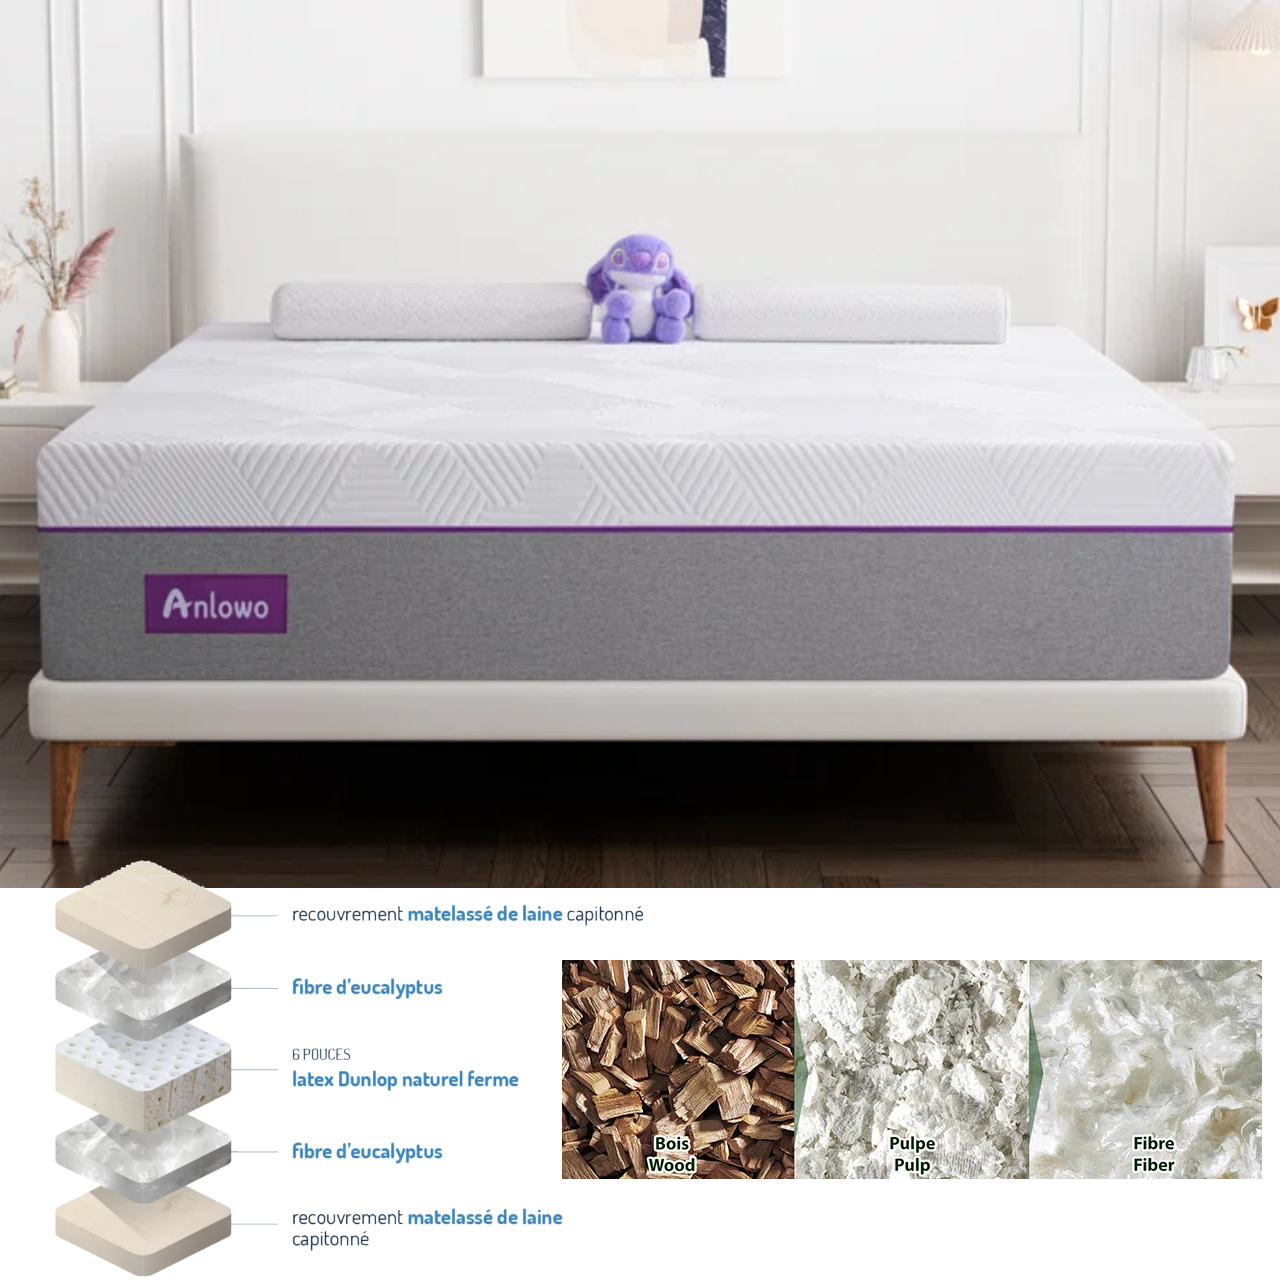 Anlowo
recouvrement matelassé de laine capitonné
fibre d'eucalyptus
6 POUCES
latex Dunlop naturel ferme
fibre d'eucalyptus
recouvrement matelassé de laine
capitonné
Bois
Wood
Pulpe
Pulp
Fibre
Fiber